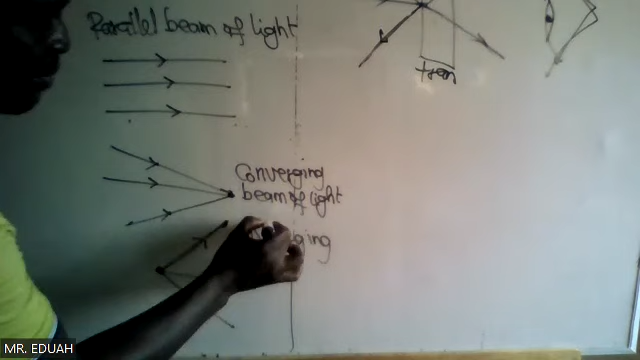 Parallel beam of light
Converging
beam of light
ging
MR. EDUAH